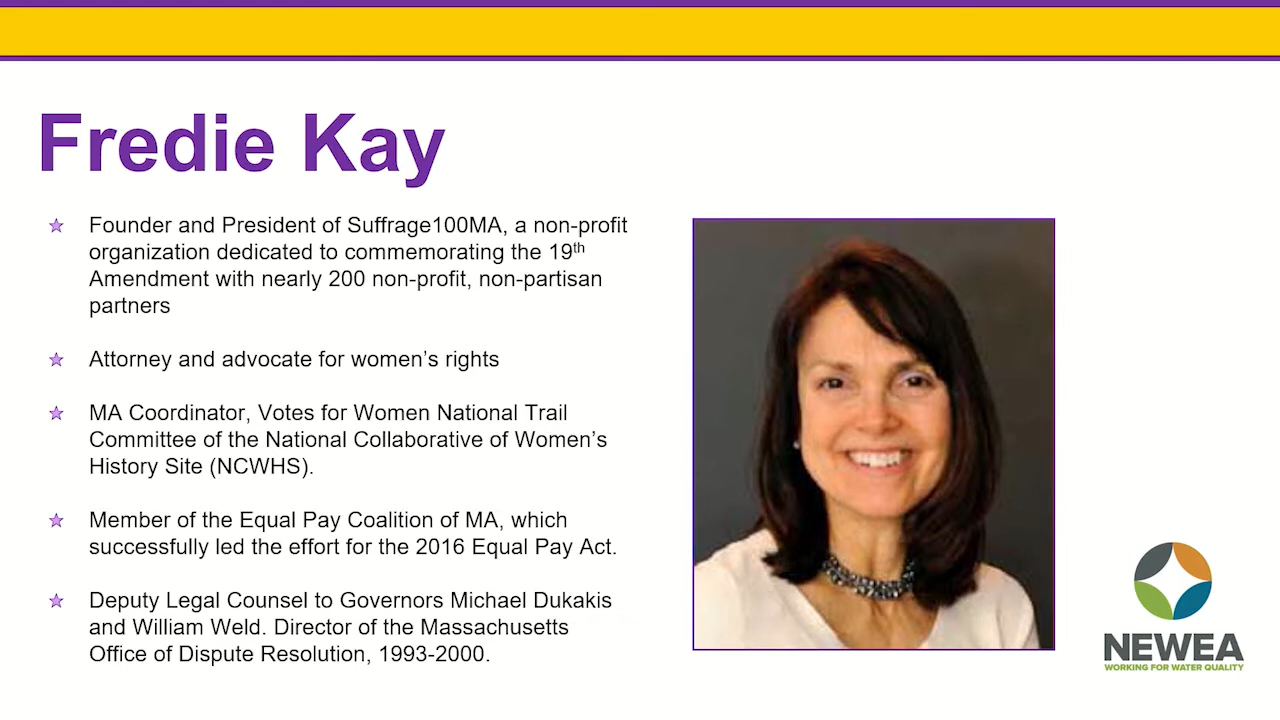 Fredie Kay
Founder and President of Suffrage100MA, a non-profit
organization dedicated to commemorating the 19th
Amendment with nearly 200 non-profit, non-partisan
partners
Attorney and advocate for women’s rights
MA Coordinator, Votes for Women National Trail
Committee of the National Collaborative of Women’s
History Site (NCWHS).
Member of the Equal Pay Coalition of MA, which
successfully led the effort for the 2016 Equal Pay Act.
Deputy Legal Counsel to Governors Michael Dukakis
and William Weld. Director of the Massachusetts
Office of Dispute Resolution, 1993-2000.
NEWEA
WORKING FOR WATER QUALITY